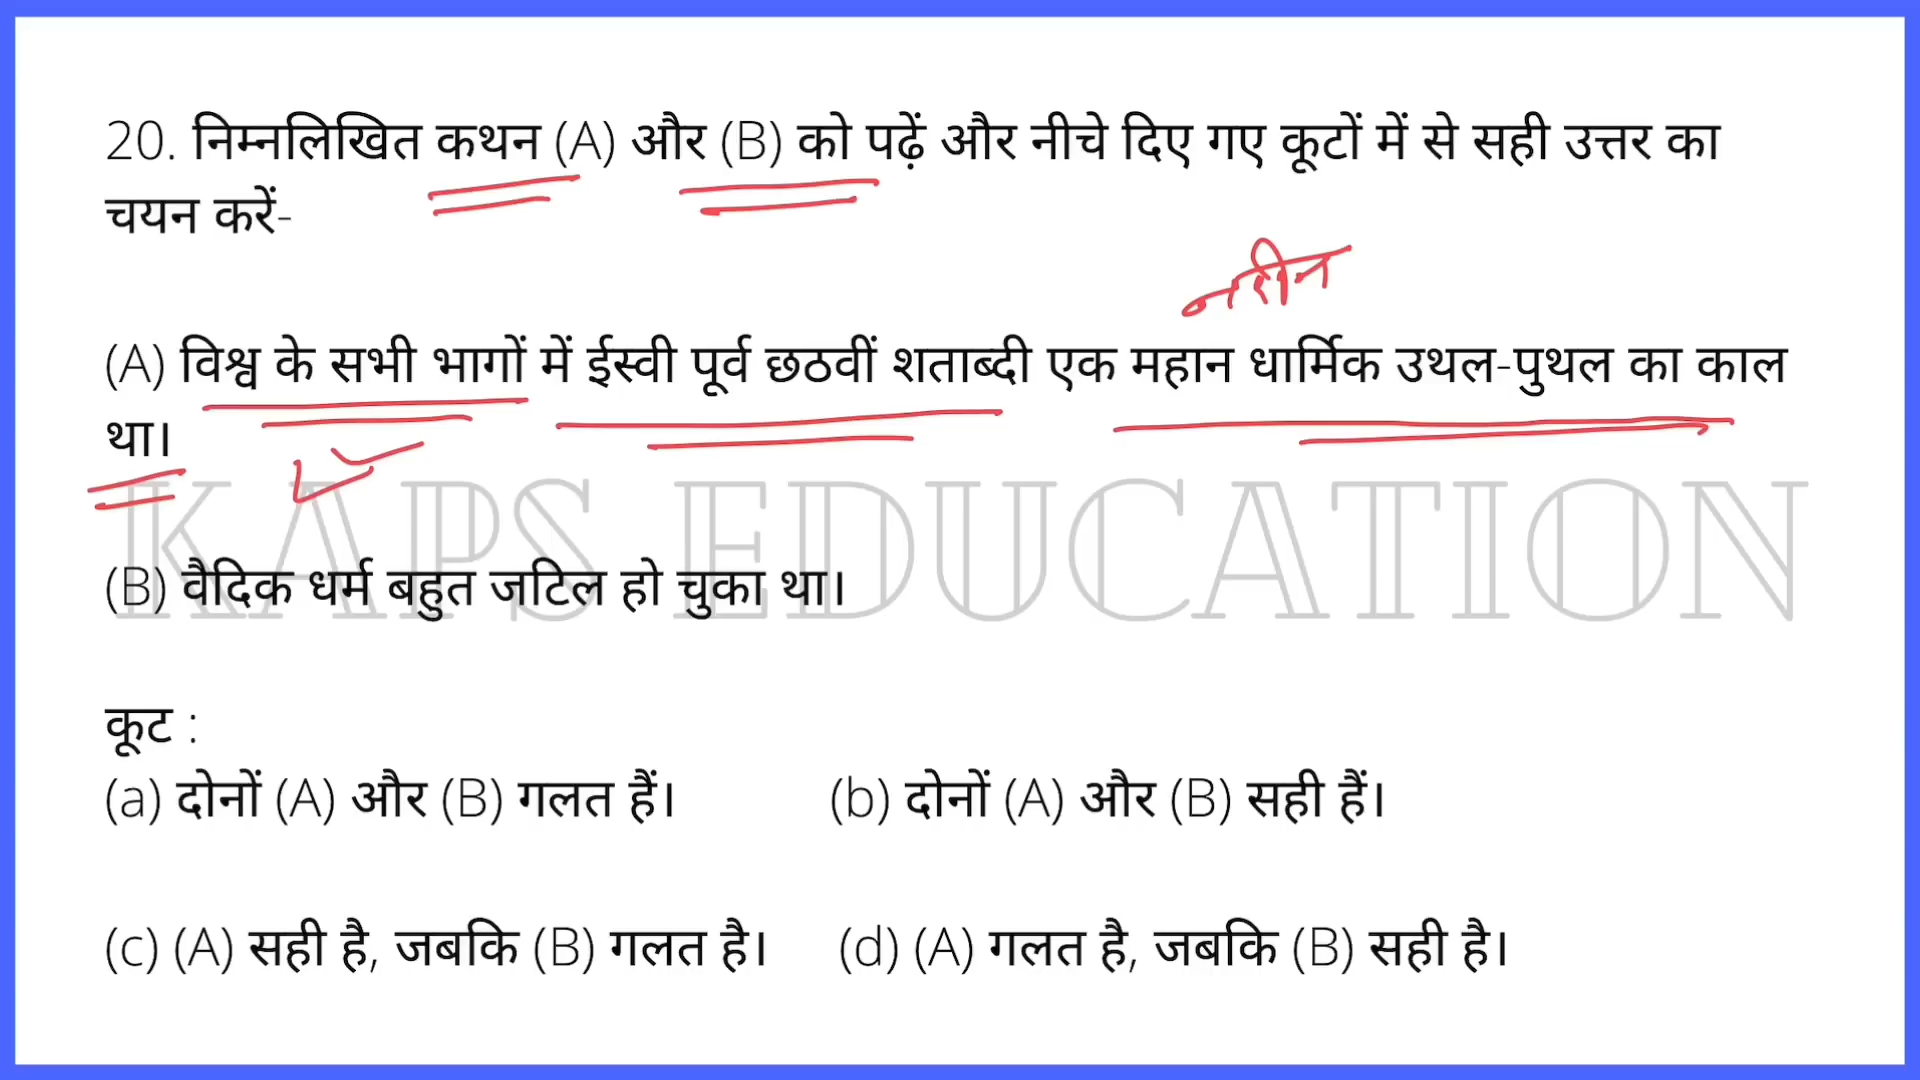 20. निम्नलिखित कथन (A) और (B) को पढ़ें और नीचे दिए गए कूटों में से सही उत्तर का
चयन करें-
नवीन
(A) विश्व के सभी भागों में ईस्वी पूर्व छठवीं शताब्दी एक महान धार्मिक उथल-पुथल का काल
था।
KAPS EDUCATION
(B) वैदिक धर्म बहुत जटिल हो चुका था।
कूट :
(a) दोनों (A) और (B) गलत हैं। (b) दोनों (A) और (B) सही हैं।
(c) (A) सही है, जबकि (B) गलत है। (d) (A) गलत है, जबकि (B) सही है।